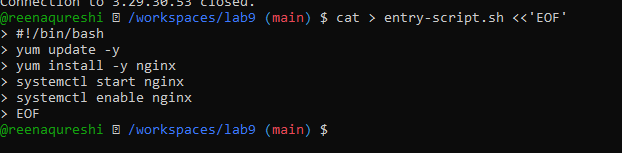 Connection to 3.29.30.53 closed.
@reenaqureshi /workspaces/lab9 (main) $ cat > entry-script.sh <<'EOF'
> #!/bin/bash
> yum update -y
> yum install -y nginx
> systemctl start nginx
> systemctl enable nginx
> EOF
@reenaqureshi /workspaces/lab9 (main) $